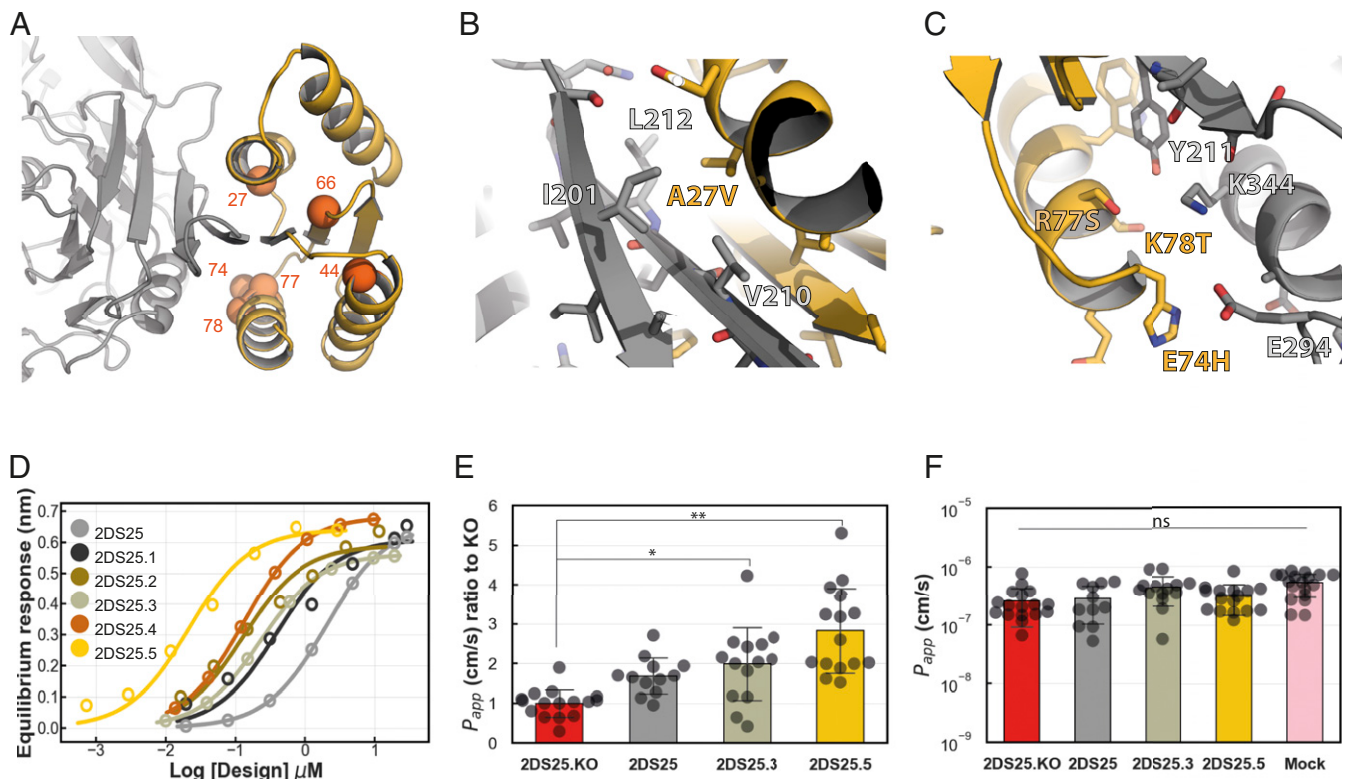 A
B
C
27
66
74
77
44
78
L212
I201
A27V
V210
Y211
K344
R77S
K78T
E294
E74H
D
E
F
Equilibrium response (nm)
0.7
0.6
0.5
0.4
0.3
0.2
0.1
0.0
2DS25
2DS25.1
2DS25.2
2DS25.3
2DS25.4
2DS25.5
−3
−2
−1
0
1
Log [Design] μM
Papp (cm/s) ratio to KO
6
5
4
3
2
1
0
**
*
2DS25.KO
2DS25
2DS25.3
2DS25.5
Papp (cm/s)
10−5
10−6
10−7
10−8
10−9
ns
2DS25.KO
2DS25
2DS25.3
2DS25.5
Mock